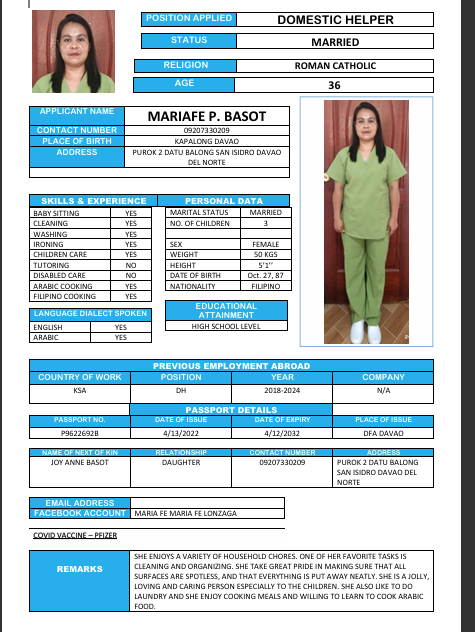 POSITION APPLIED DOMESTIC HELPER
STATUS MARRIED
RELIGION ROMAN CATHOLIC
AGE 36
APPLICANT NAME MARIAFE P. BASOT
CONTACT NUMBER 09207330209
PLACE OF BIRTH KAPALONG DAVAO
ADDRESS PUROK 2 DATU BALONG SAN ISIDRO DAVAO
DEL NORTE
SKILLS & EXPERIENCE PERSONAL DATA
BABY SITTING YES MARITAL STATUS MARRIED
CLEANING YES NO. OF CHILDREN 3
WASHING YES
IRONING YES SEX FEMALE
CHILDREN CARE YES WEIGHT 50 KGS
TUTORING NO HEIGHT 5'1''
DISABLED CARE NO DATE OF BIRTH Oct. 27, 87
ARABIC COOKING YES NATIONALITY FILIPINO
FILIPINO COOKING YES
EDUCATIONAL
ATTAINMENT
LANGUAGE DIALECT SPOKEN
HIGH SCHOOL LEVEL
ENGLISH YES
ARABIC YES
PREVIOUS EMPLOYMENT ABROAD
COUNTRY OF WORK POSITION YEAR COMPANY
KSA DH 2018-2024 N/A
PASSPORT DETAILS
PASSPORT NO. DATE OF ISSUE DATE OF EXPIRY PLACE OF ISSUE
P9622692B 4/13/2022 4/12/2032 DFA DAVAO
NAME OF NEXT OF KIN RELATIONSHIP CONTACT NUMBER ADDRESS
JOY ANNE BASOT DAUGHTER 09207330209 PUROK 2 DATU BALONG
SAN ISIDRO DAVAO DEL
NORTE
EMAIL ADDRESS
FACEBOOK ACCOUNT MARIA FE MARIA FE LONZAGA
COVID VACCINE – PFIZER
REMARKS
SHE ENJOYS A VARIETY OF HOUSEHOLD CHORES. ONE OF HER FAVORITE TASKS IS
CLEANING AND ORGANIZING. SHE TAKE GREAT PRIDE IN MAKING SURE THAT ALL
SURFACES ARE SPOTLESS, AND THAT EVERYTHING IS PUT AWAY NEATLY. SHE IS A JOLLY,
LOVING AND CARING PERSON ESPECIALLY TO THE CHILDREN. SHE ALSO LIKE TO DO
LAUNDRY AND SHE ENJOY COOKING MEALS AND WILLING TO LEARN TO COOK ARABIC
FOOD.